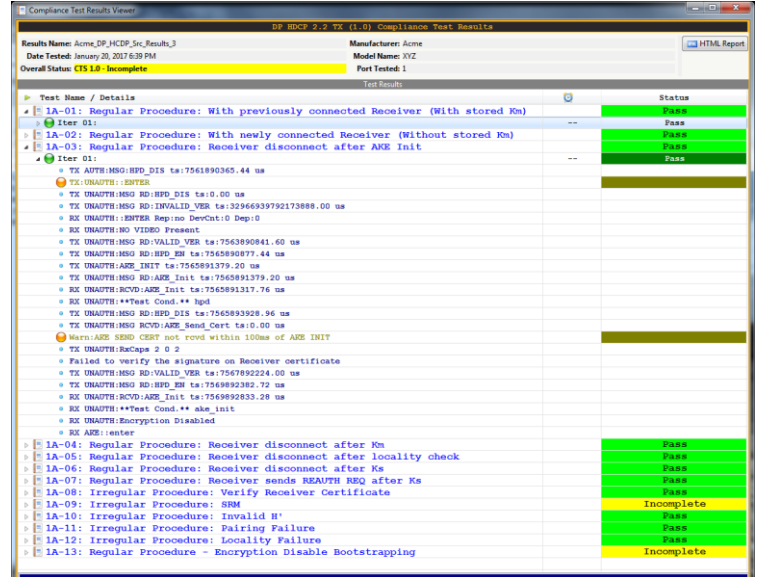 Compliance Test Results Viewer
DP HDCP 2.2 TX (1.0) Compliance Test Results
Results Name: Acme_DP_HCDP_Src_Results_3
Manufacturer: Acme
HTML Report
Date Tested: January 20, 2017 6:39 PM
Model Name: XYZ
Overall Status: CTS 1.0 - Incomplete
Port Tested: 1
Test Results
Test Name / Details Status
1A-01: Regular Procedure: With previously connected Receiver (With stored Km) Pass
Iter 01: -- Pass
1A-02: Regular Procedure: With newly connected Receiver (Without stored Km) Pass
1A-03: Regular Procedure: Receiver disconnect after AKE Init Pass
Iter 01: -- Pass
TX AUTH:MSG:HPD_DIS ts:7561890365.44 us
TX:UNAUTH::ENTER
TX UNAUTH:MSG RD:HPD_DIS ts:0.00 us
TX UNAUTH:MSG RD:INVALID_VER ts:32966939792173888.00 us
RX UNAUTH::ENTER Rep:no DevCnt:0 Dep:0
RX UNAUTH:NO VIDEO Present
TX UNAUTH:MSG RD:VALID_VER ts:7563890841.60 us
TX UNAUTH:MSG RD:HPD_EN ts:7565890877.44 us
TX UNAUTH:AKE_INIT ts:7565891379.20 us
TX UNAUTH:MSG RD:AKE_Init ts:7565891379.20 us
RX UNAUTH:RCVD:AKE_Init ts:7565891317.76 us
RX UNAUTH:**Test Cond.** hpd
TX UNAUTH:MSG RD:HPD_DIS ts:7565893928.96 us
TX UNAUTH:MSG RCVD:AKE_Send_Cert ts:0.00 us
Warn:AKE SEND CERT not rcvd within 100ms of AKE INIT
TX UNAUTH:RxCaps 2 0 2
Failed to verify the signature on Receiver certificate
TX UNAUTH:MSG RD:VALID_VER ts:7567892224.00 us
TX UNAUTH:MSG RD:HPD_EN ts:7569892382.72 us
RX UNAUTH:RCVD:AKE_Init ts:7569892833.28 us
RX UNAUTH:**Test Cond.** ake_init
RX UNAUTH:Encryption Disabled
RX AKE::enter
1A-04: Regular Procedure: Receiver disconnect after Km Pass
1A-05: Regular Procedure: Receiver disconnect after locality check Pass
1A-06: Regular Procedure: Receiver disconnect after Ks Pass
1A-07: Regular Procedure: Receiver sends REAUTH REQ after Ks Pass
1A-08: Irregular Procedure: Verify Receiver Certificate Pass
1A-09: Irregular Procedure: SRM Incomplete
1A-10: Irregular Procedure: Invalid H' Pass
1A-11: Irregular Procedure: Pairing Failure Pass
1A-12: Irregular Procedure: Locality Failure Pass
1A-13: Regular Procedure - Encryption Disable Bootstrapping Incomplete